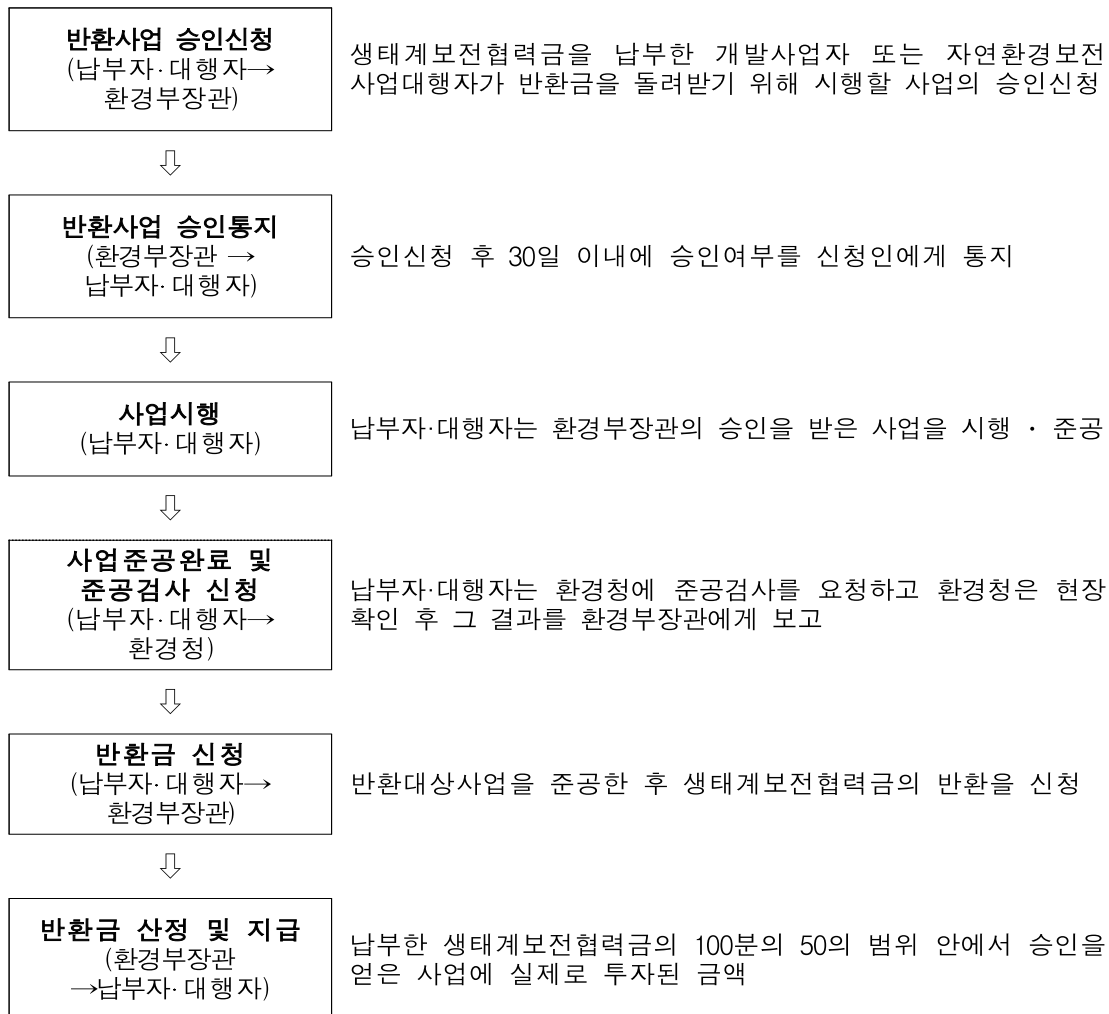 반환사업 승인신청
(납부자·대행자→
환경부장관)
생태계보전협력금을 납부한 개발사업자 또는 자연환경보전
사업대행자가 반환금을 돌려받기 위해 시행할 사업의 승인신청
⇩
반환사업 승인통지
(환경부장관 →
납부자·대행자)
승인신청 후 30일 이내에 승인여부를 신청인에게 통지
⇩
사업시행
(납부자·대행자)
납부자·대행자는 환경부장관의 승인을 받은 사업을 시행 · 준공
⇩
사업준공완료 및
준공검사 신청
(납부자·대행자→
환경청)
납부자·대행자는 환경청에 준공검사를 요청하고 환경청은 현장
확인 후 그 결과를 환경부장관에게 보고
⇩
반환금 신청
(납부자·대행자→
환경부장관)
반환대상사업을 준공한 후 생태계보전협력금의 반환을 신청
⇩
반환금 산정 및 지급
(환경부장관
→납부자·대행자)
납부한 생태계보전협력금의 100분의 50의 범위 안에서 승인을
얻은 사업에 실제로 투자된 금액